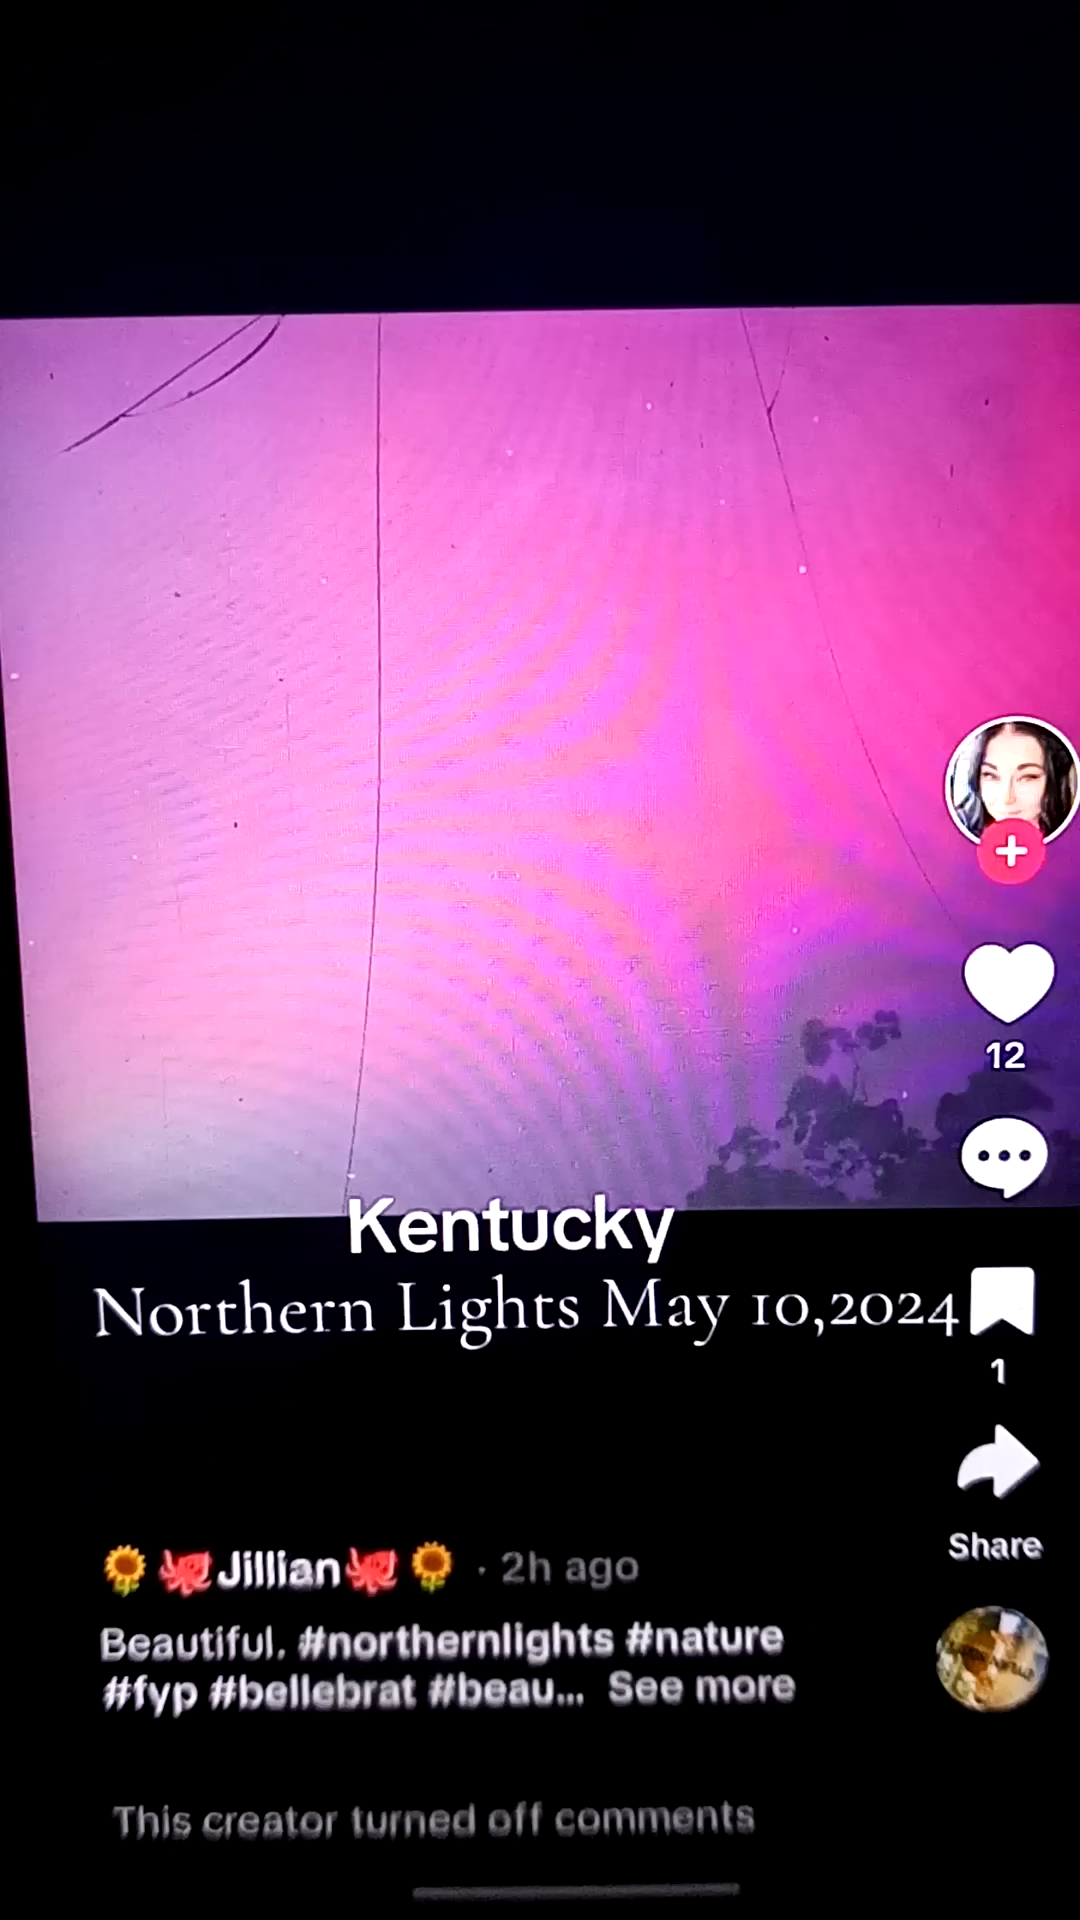 Kentucky
Northern Lights May 10,2024
12
1
Share
🌻 🐙Jillian🐙 🌻 · 2h ago
Beautiful. #northernlights #nature
#fyp #bellebrat #beau... See more
This creator turned off comments